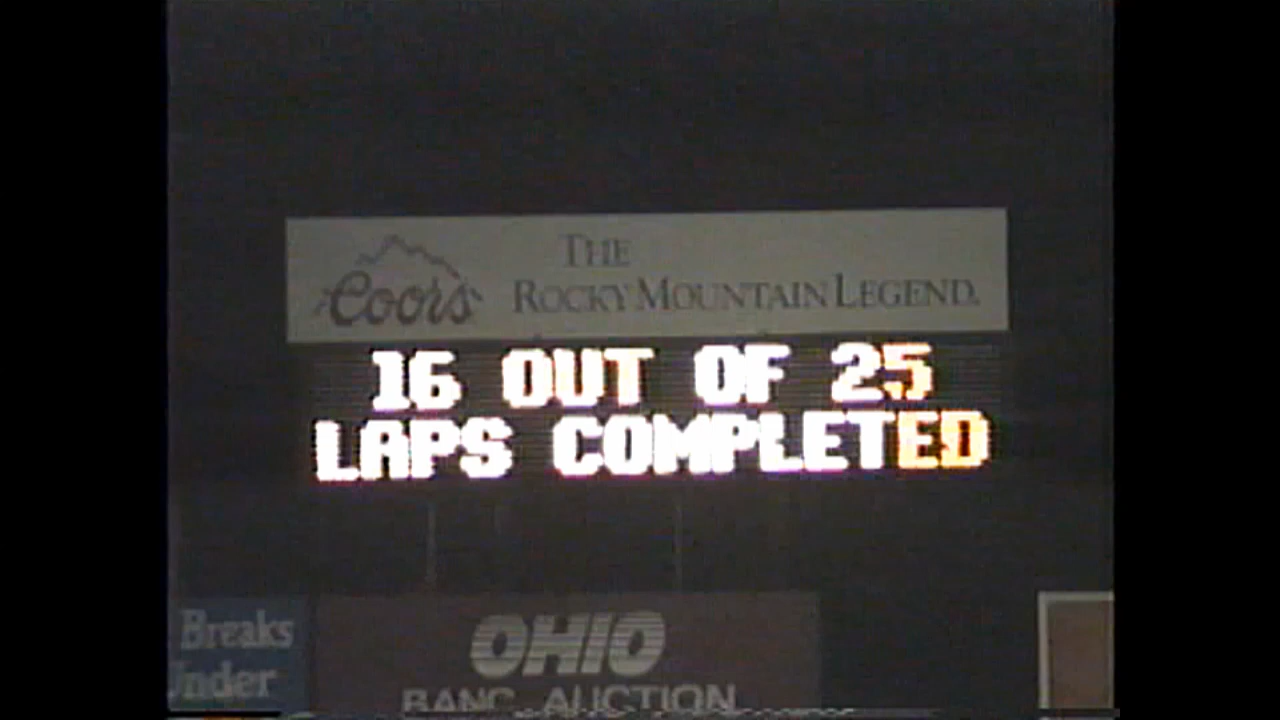 Coors
THE
ROCKY MOUNTAIN LEGEND.
16 OUT OF 25
LAPS COMPLETED
Breaks
Under
OHIO
BANC AUCTION